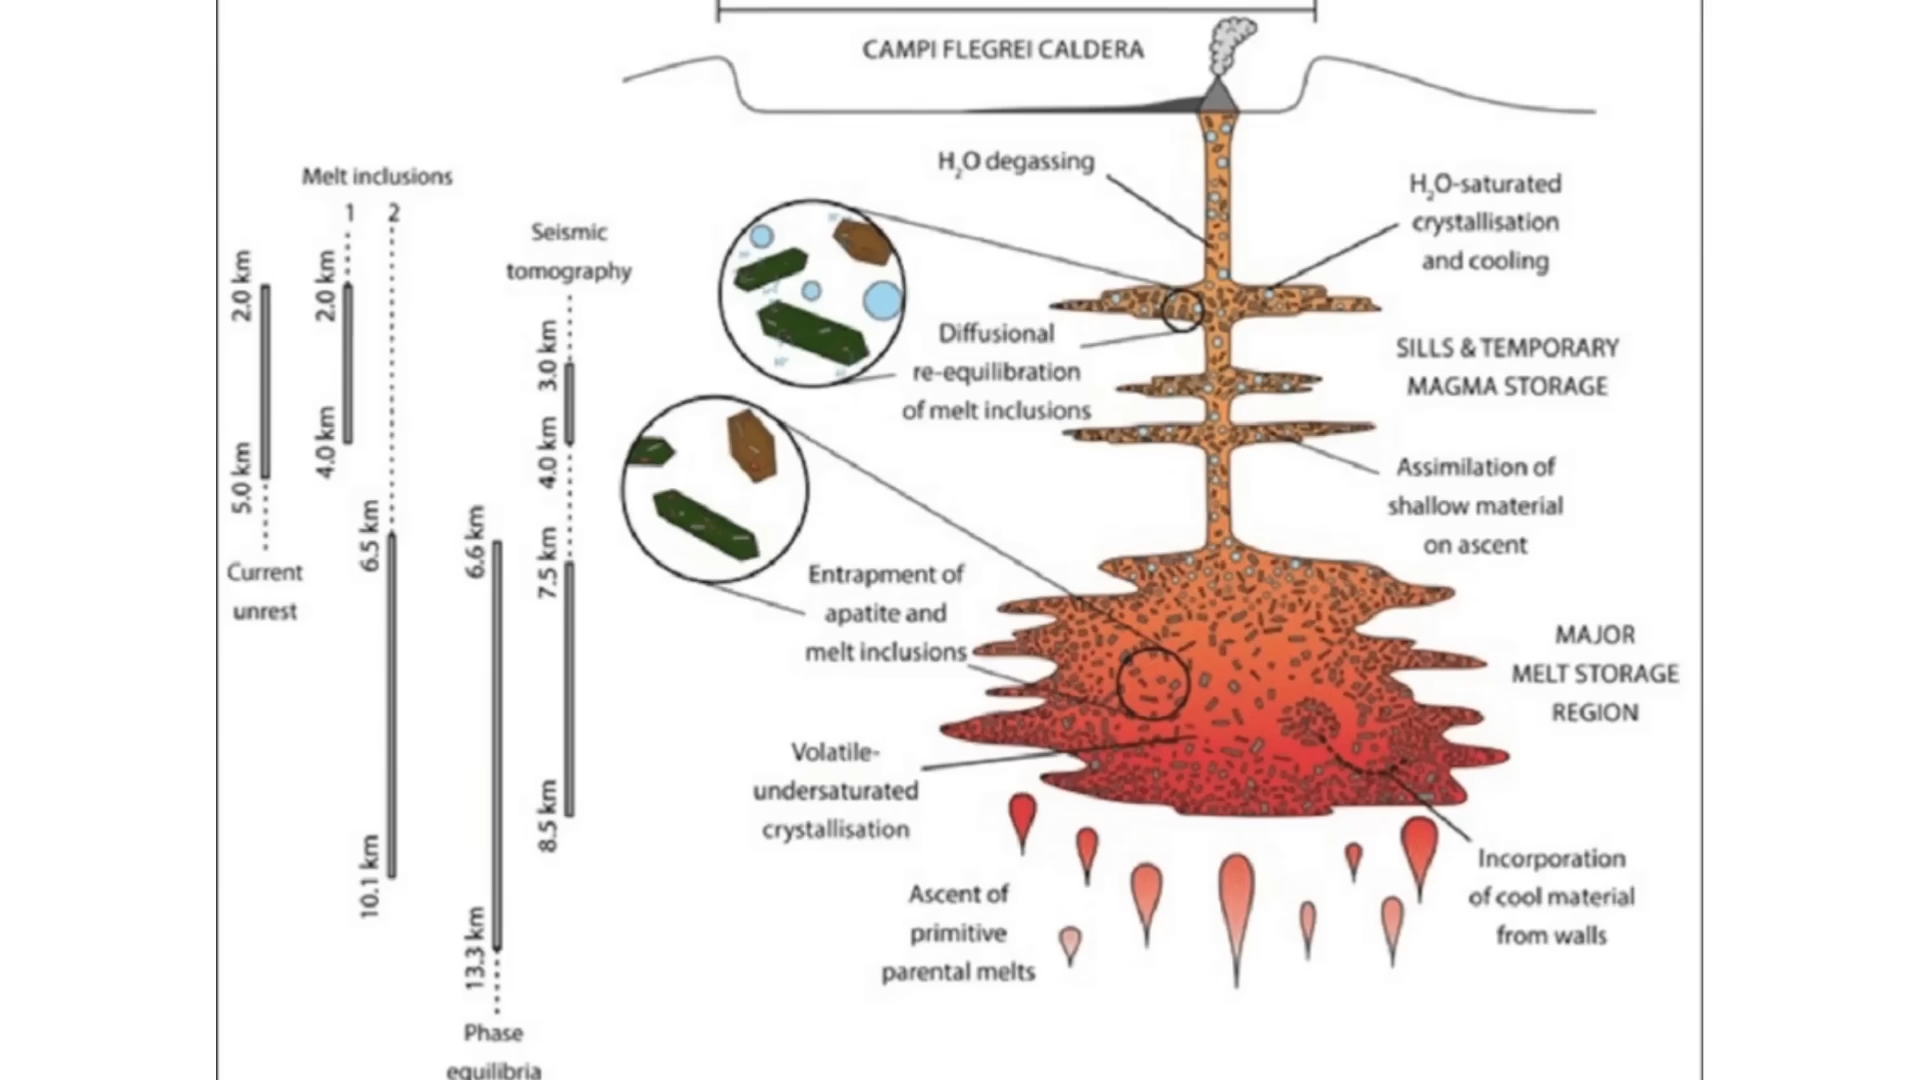 CAMPI FLEGREI CALDERA
Melt inclusions
1 2
Seismic
tomography
2.0 km
5.0 km
Current
unrest
2.0 km
4.0 km
6.5 km
10.1 km
6.6 km
13.3 km
Phase
equilibria
3.0 km
4.0 km
7.5 km
8.5 km
H2O degassing
H2O-saturated
crystallisation
and cooling
Diffusional
re-equilibration
of melt inclusions
SILLS & TEMPORARY
MAGMA STORAGE
Assimilation of
shallow material
on ascent
Entrapment of
apatite and
melt inclusions
MAJOR
MELT STORAGE
REGION
Volatile-
undersaturated
crystallisation
Ascent of
primitive
parental melts
Incorporation
of cool material
from walls